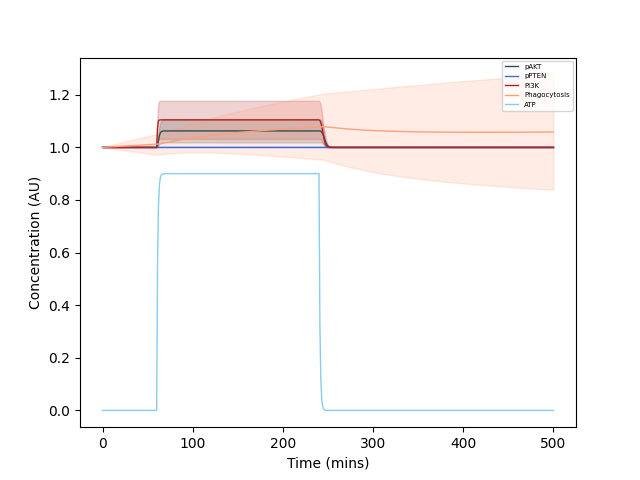 pAKT
pPTEN
PI3K
Phagocytosis
ATP
1.2
1.0
0.8
0.6
0.4
0.2
0.0
Concentration (AU)
0 100 200 300 400 500
Time (mins)